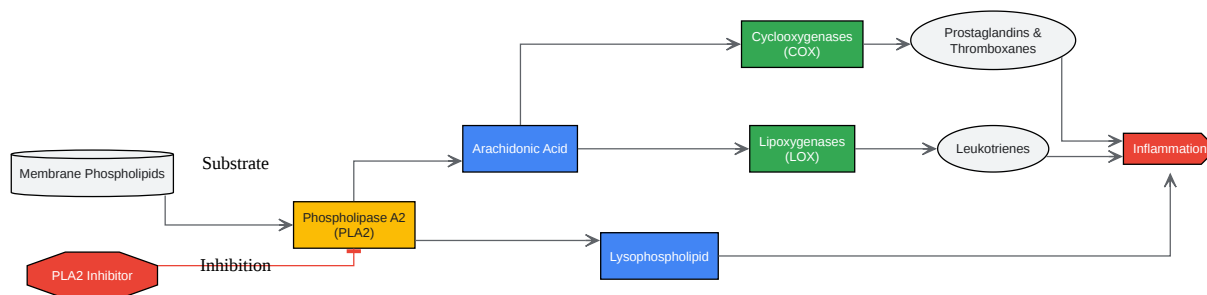 Cyclooxygenases
(COX)
Prostaglandins &
Thromboxanes
Arachidonic Acid
Lipoxygenases
(LOX)
Leukotrienes
Inflammation
Membrane Phospholipids
Substrate
Phospholipase A2
(PLA2)
PLA2 Inhibitor
Inhibition
Lysophospholipid